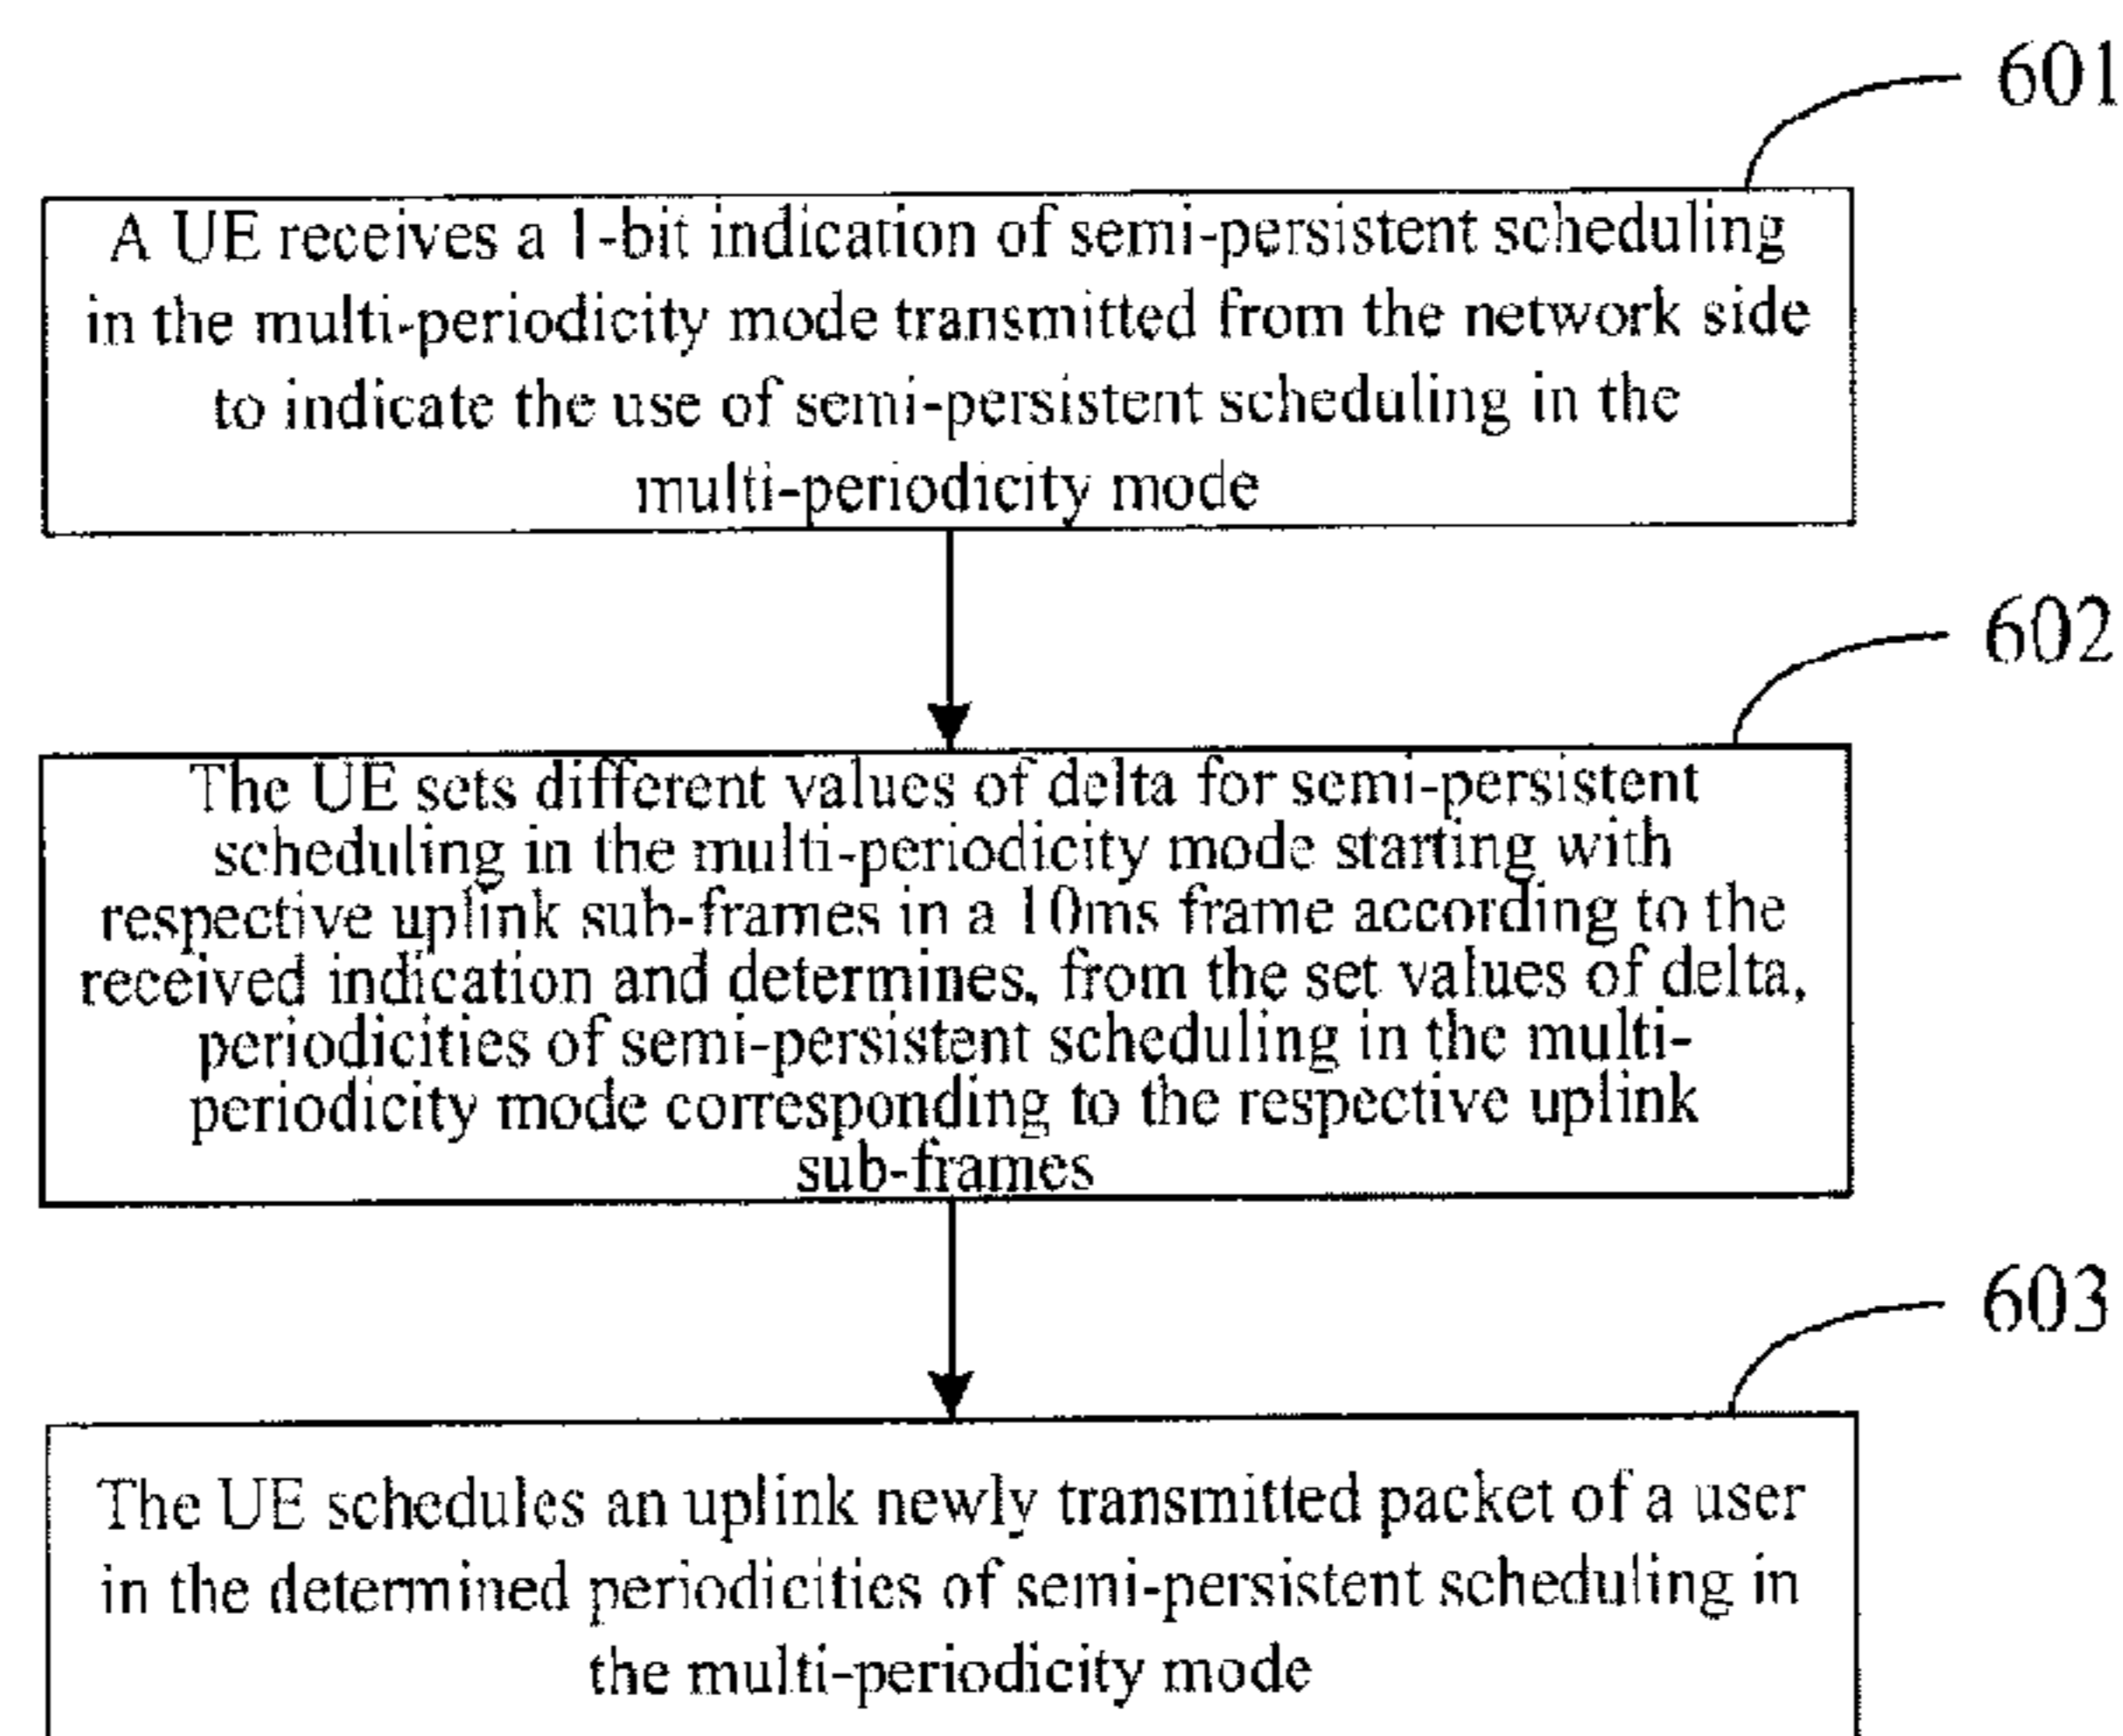 601
A UE receives a 1-bit indication of semi-persistent scheduling
in the multi-periodicity mode transmitted from the network side
to indicate the use of semi-persistent scheduling in the
multi-periodicity mode
602
The UE sets different values of delta for semi-persistent
scheduling in the multi-periodicity mode starting with
respective uplink sub-frames in a 10ms frame according to the
received indication and determines, from the set values of delta,
periodicities of semi-persistent scheduling in the multi-
periodicity mode corresponding to the respective uplink
sub-frames
603
The UE schedules an uplink newly transmitted packet of a user
in the determined periodicities of semi-persistent scheduling in
the multi-periodicity mode